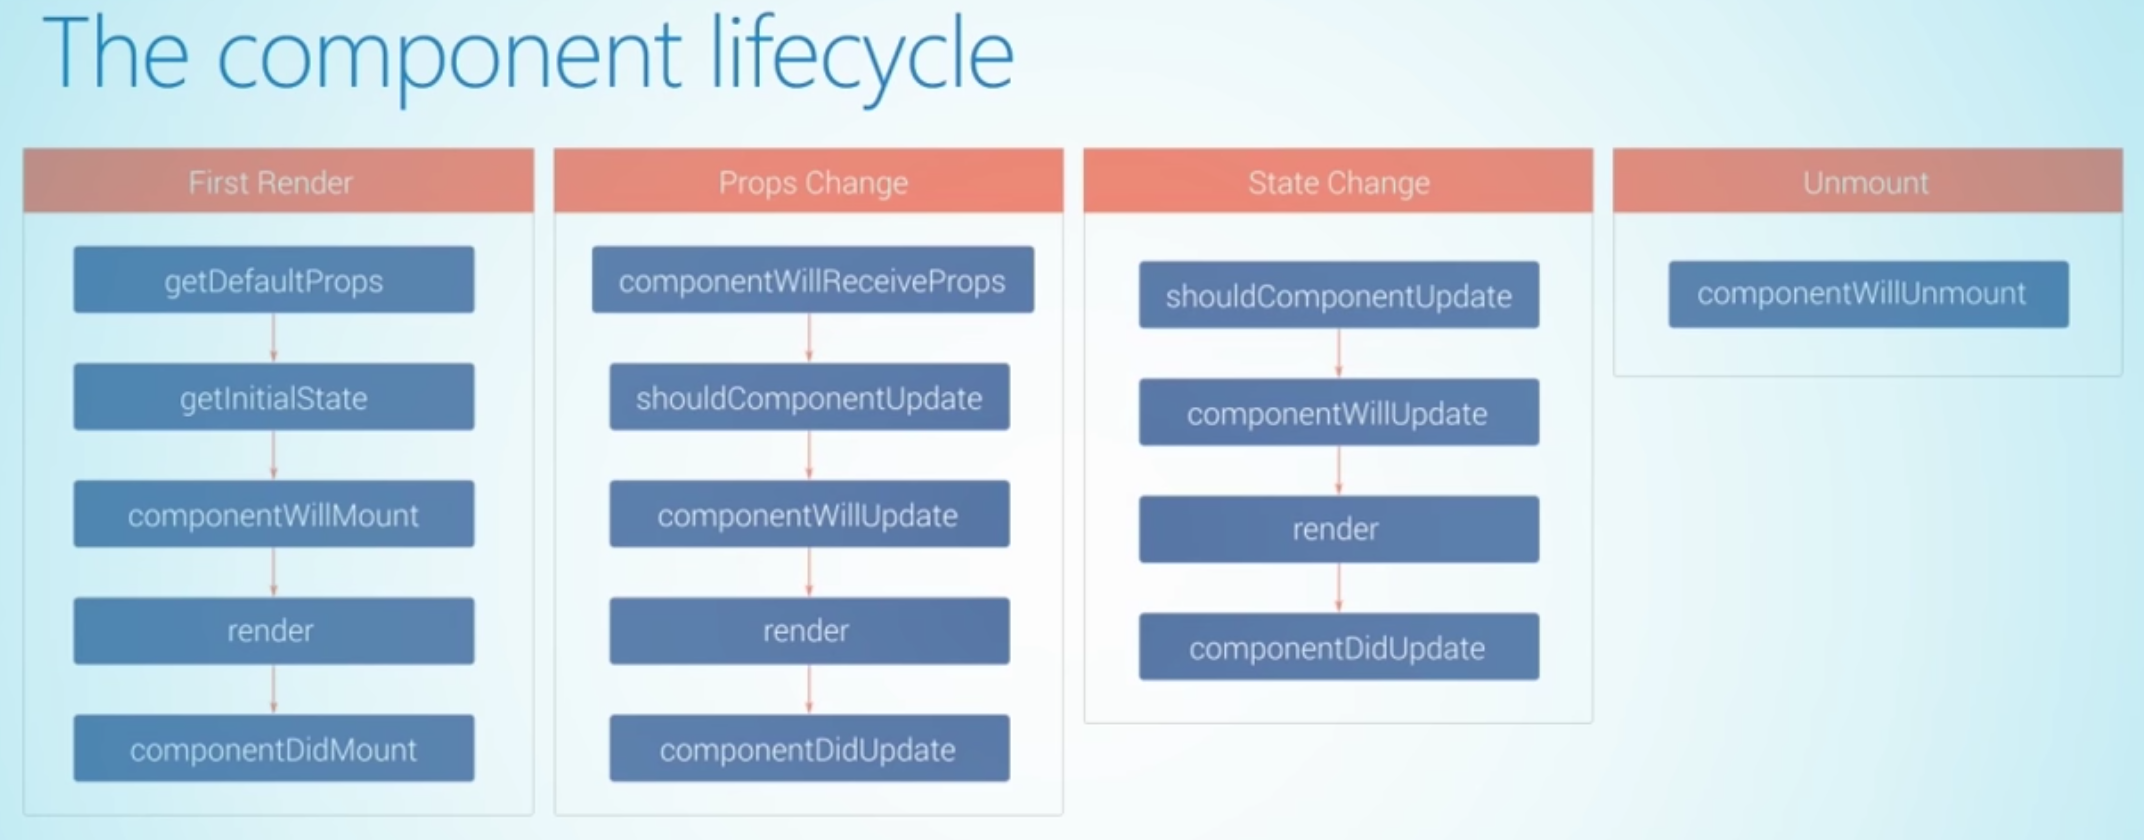 The component lifecycle
First Render
getDefaultProps
getInitialState
componentWillMount
render
componentDidMount
Props Change
componentWillReceiveProps
shouldComponentUpdate
componentWillUpdate
render
componentDidUpdate
State Change
shouldComponentUpdate
componentWillUpdate
render
componentDidUpdate
Unmount
componentWillUnmount